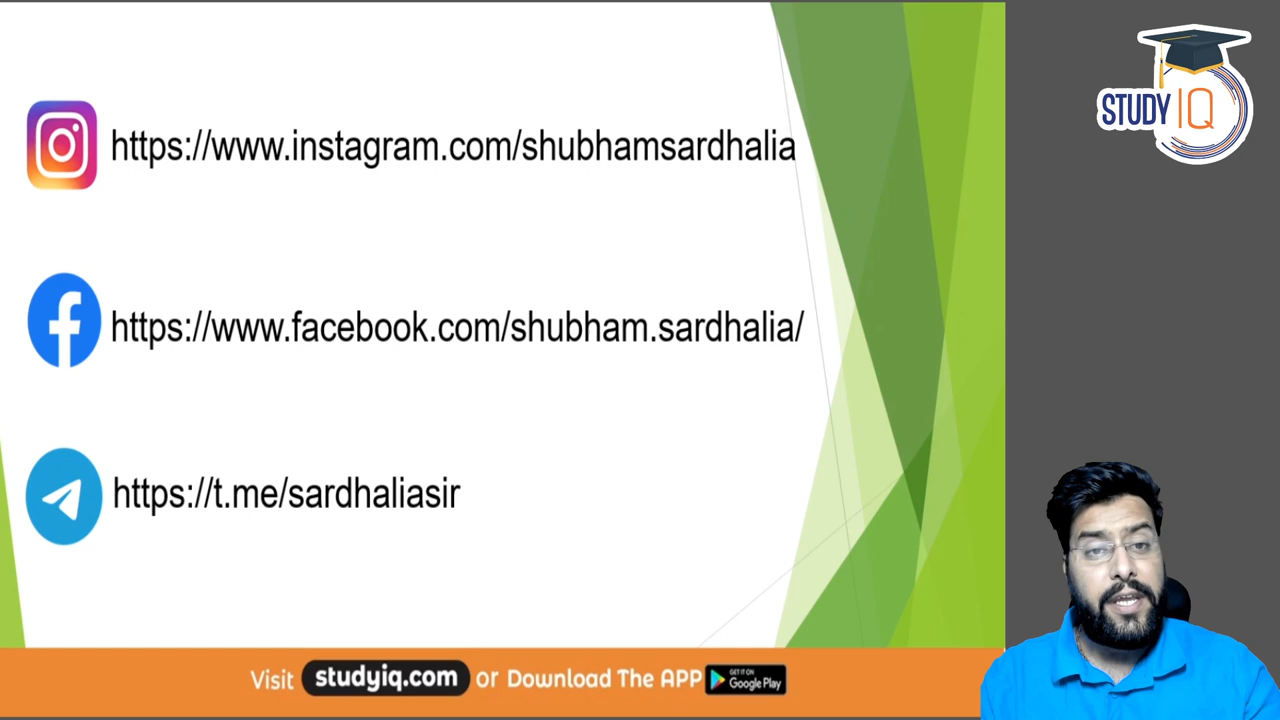 https://www.instagram.com/shubhamsardhalia
https://www.facebook.com/shubham.sardhalia/
https://t.me/sardhaliasir
STUDY IQ
Visit studyiq.com or Download The APP GET IT ON Google Play